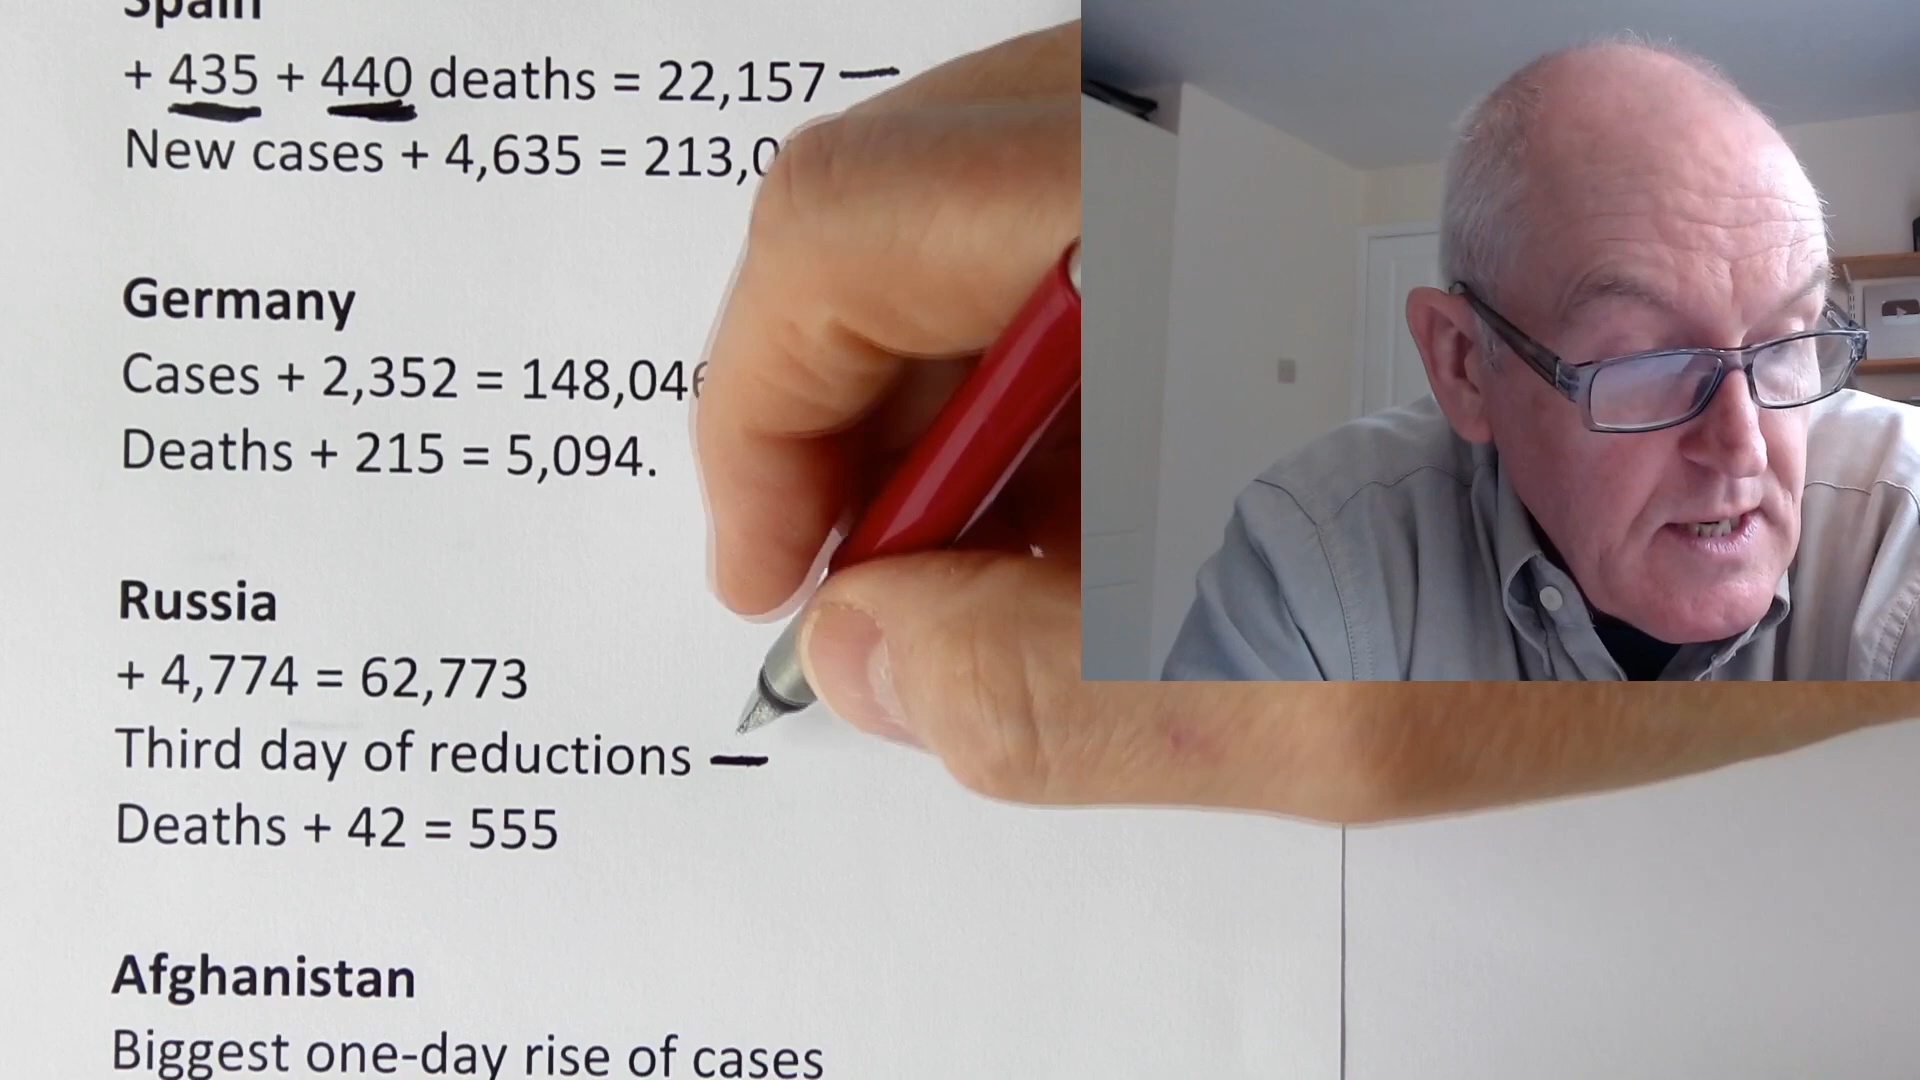 Spain
+ 435 + 440 deaths = 22,157
New cases + 4,635 = 213,0
Germany
Cases + 2,352 = 148,046
Deaths + 215 = 5,094.
Russia
+ 4,774 = 62,773
Third day of reductions
Deaths + 42 = 555
Afghanistan
Biggest one-day rise of cases